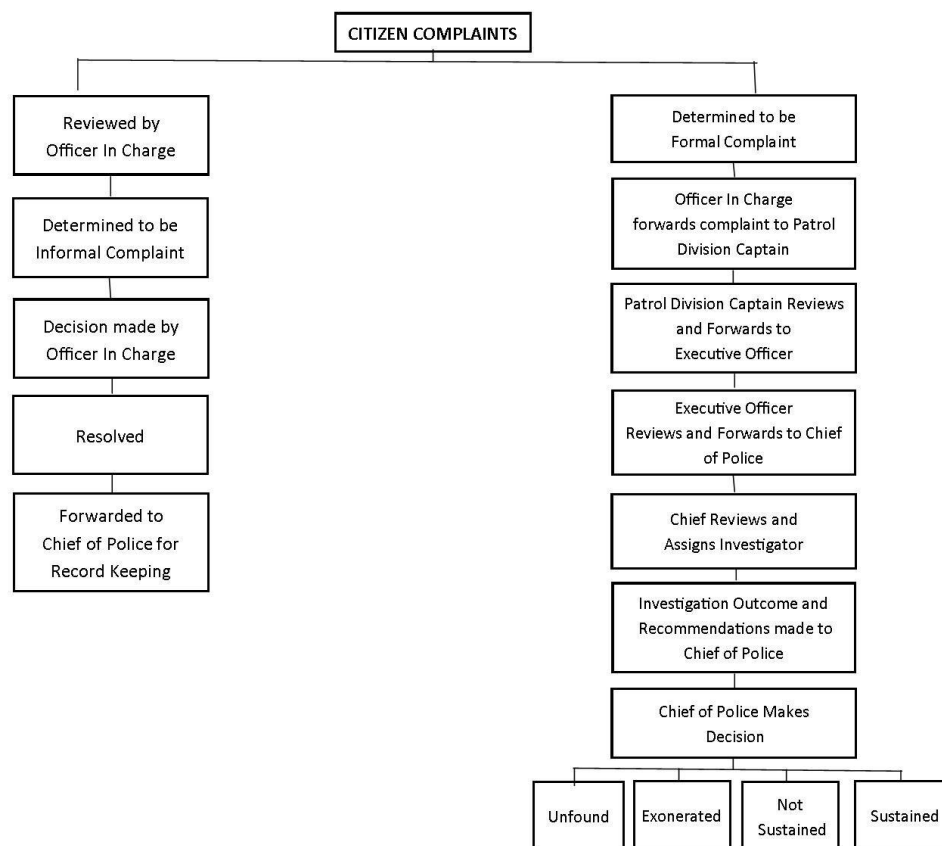 CITIZEN COMPLAINTS
Reviewed by
Officer In Charge
Determined to be
Informal Complaint
Decision made by
Officer In Charge
Resolved
Forwarded to
Chief of Police for
Record Keeping
Determined to be
Formal Complaint
Officer In Charge
forwards complaint to Patrol
Division Captain
Patrol Division Captain Reviews
and Forwards to
Executive Officer
Executive Officer
Reviews and Forwards to Chief
of Police
Chief Reviews and
Assigns Investigator
Investigation Outcome and
Recommendations made to
Chief of Police
Chief of Police Makes
Decision
Unfound
Exonerated
Not
Sustained
Sustained